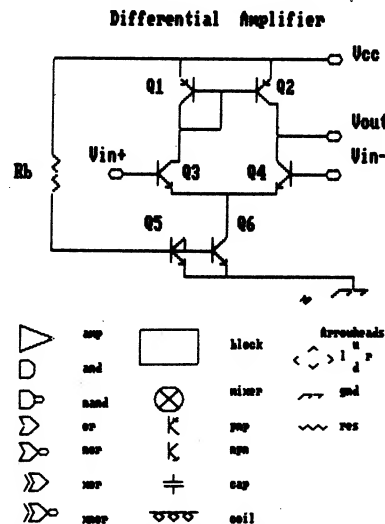 Differential Amplifier
Vcc
Q1
Q2
Vout
Vin+
Vin-
Rb
Q3
Q4
Q5
Q6
amp
block
Arrowheads
and
u
l r
d
nand
mixer
gnd
or
pnp
res
nor
npn
xor
cap
xnor
coil